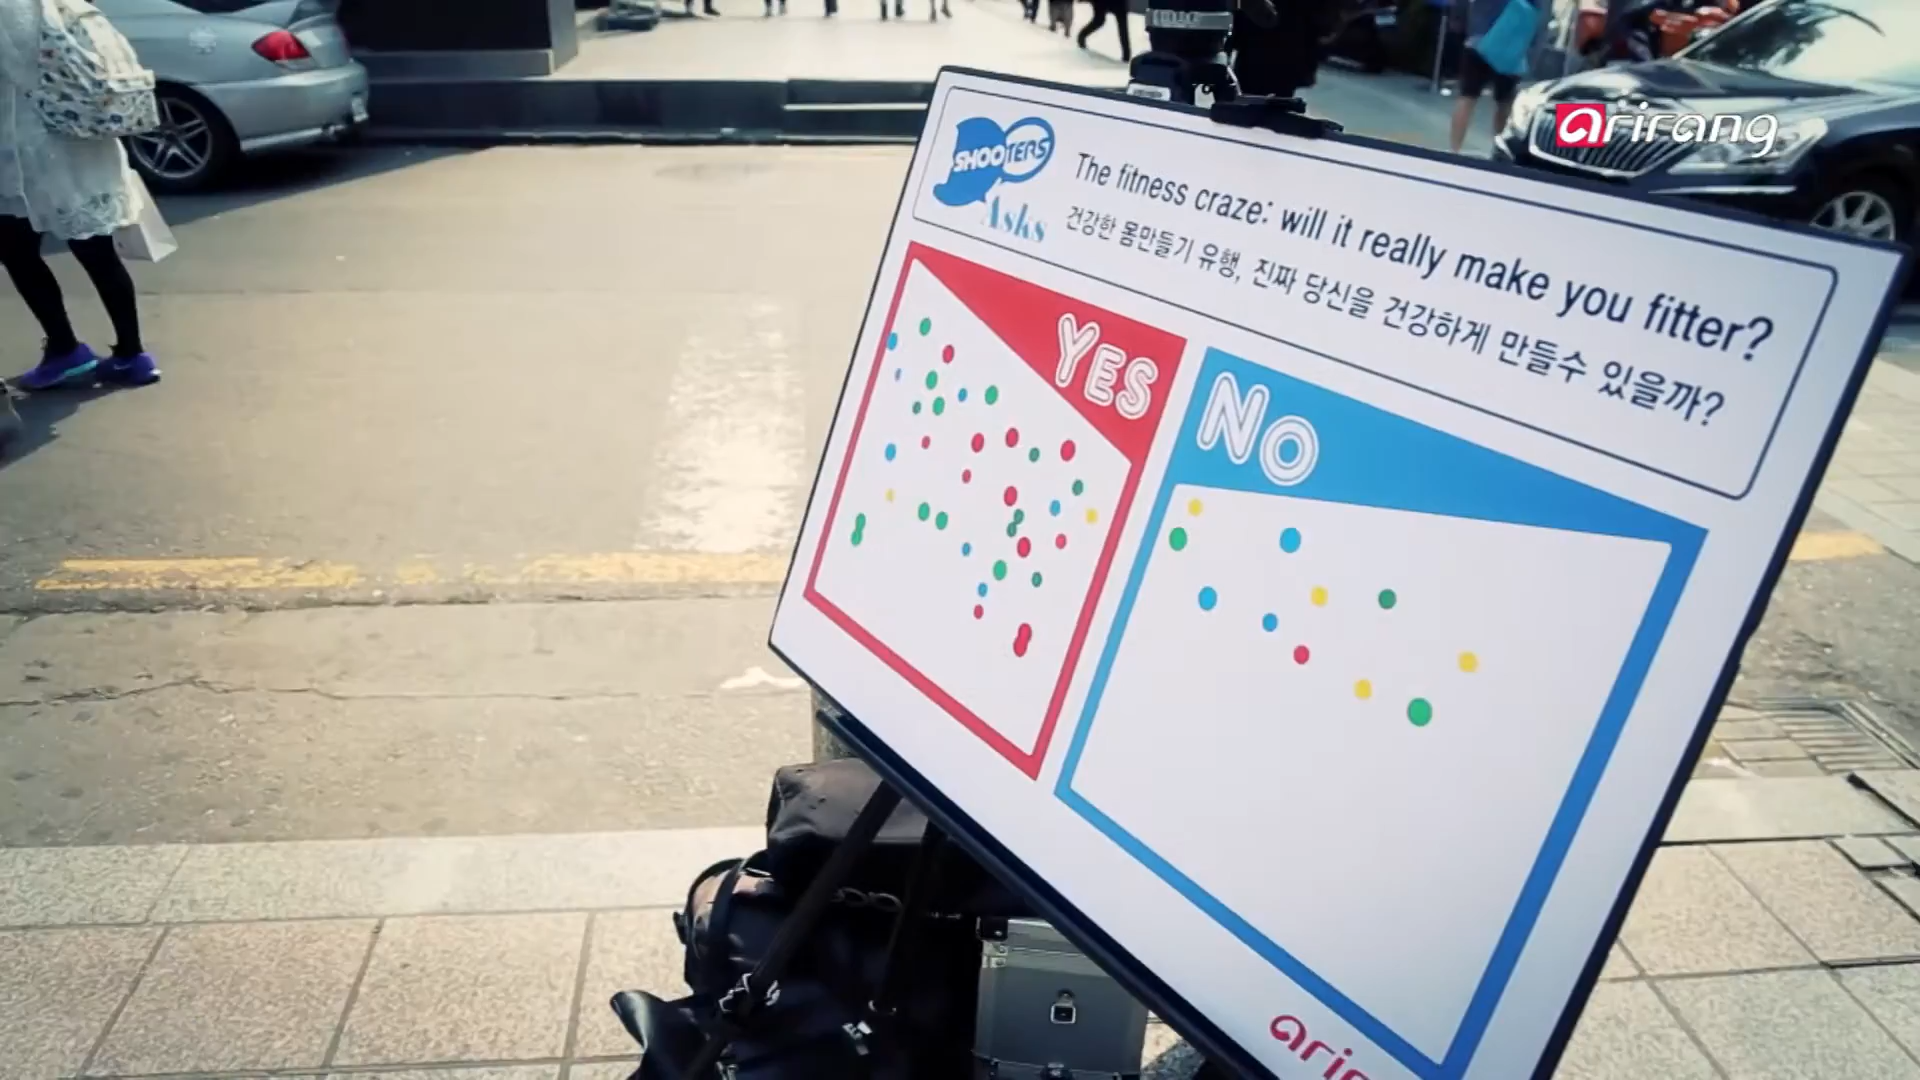 arirang
SHOOTERS
Asks
The fitness craze: will it really make you fitter?
건강한 몸만들기 유행, 진짜 당신을 건강하게 만들수 있을까?
YES
NO